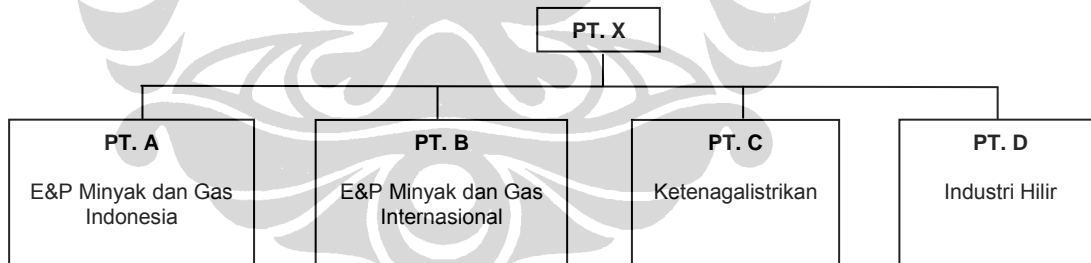 PT. X
PT. A
E&P Minyak dan Gas
Indonesia
PT. B
E&P Minyak dan Gas
Internasional
PT. C
Ketenagalistrikan
PT. D
Industri Hilir